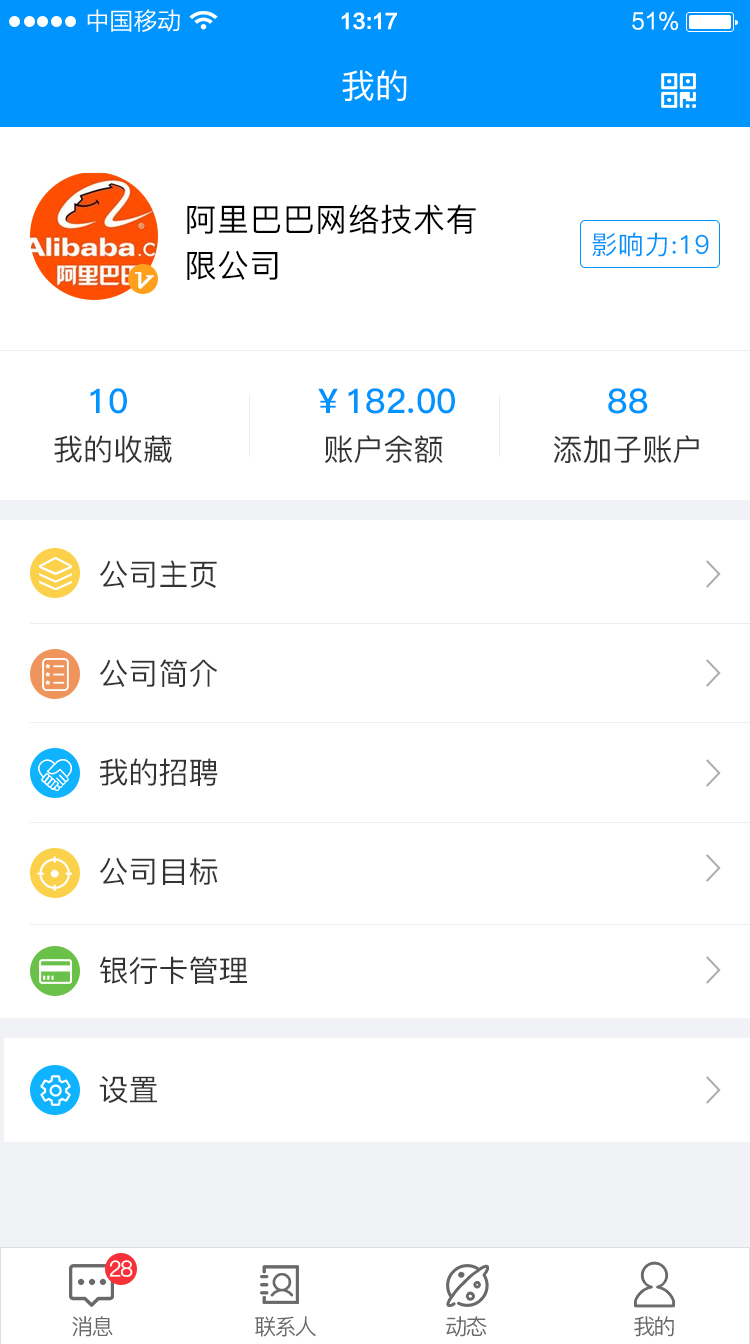 中国移动
13:17
51%
我的
Alibaba.c
阿里巴巴
阿里巴巴网络技术有
限公司
影响力:19
10
¥ 182.00
88
我的收藏
账户余额
添加子账户
公司主页
公司简介
我的招聘
公司目标
银行卡管理
设置
28
消息
联系人
动态
我的